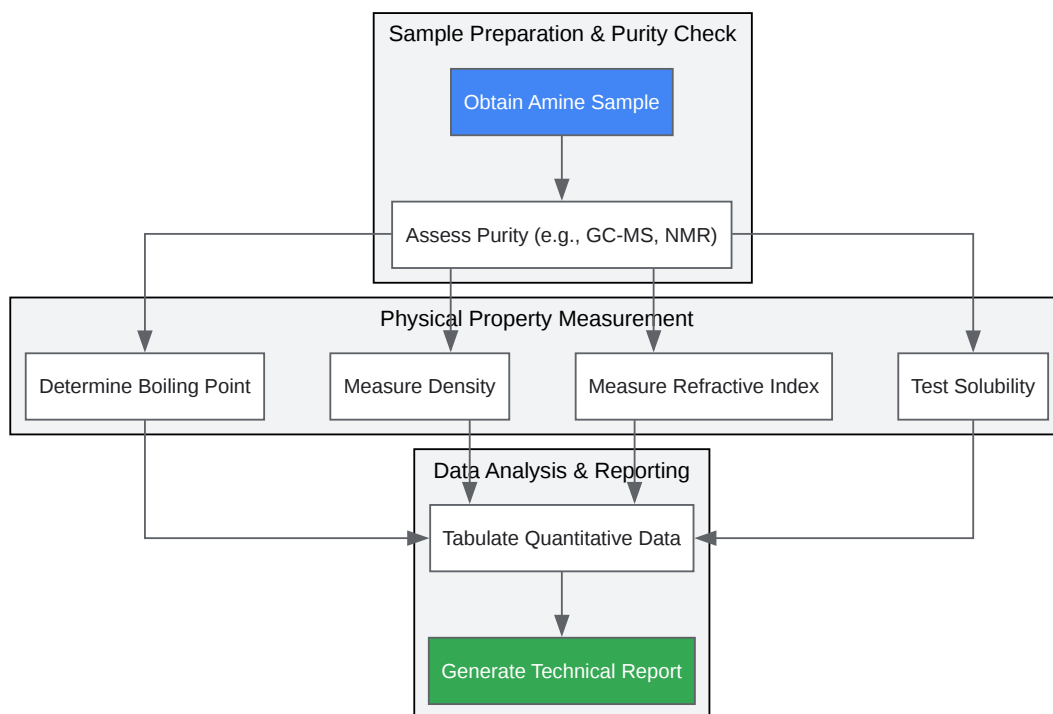 Sample Preparation & Purity Check
Obtain Amine Sample
Assess Purity (e.g., GC-MS, NMR)
Physical Property Measurement
Determine Boiling Point
Measure Density
Measure Refractive Index
Test Solubility
Data Analysis & Reporting
Tabulate Quantitative Data
Generate Technical Report